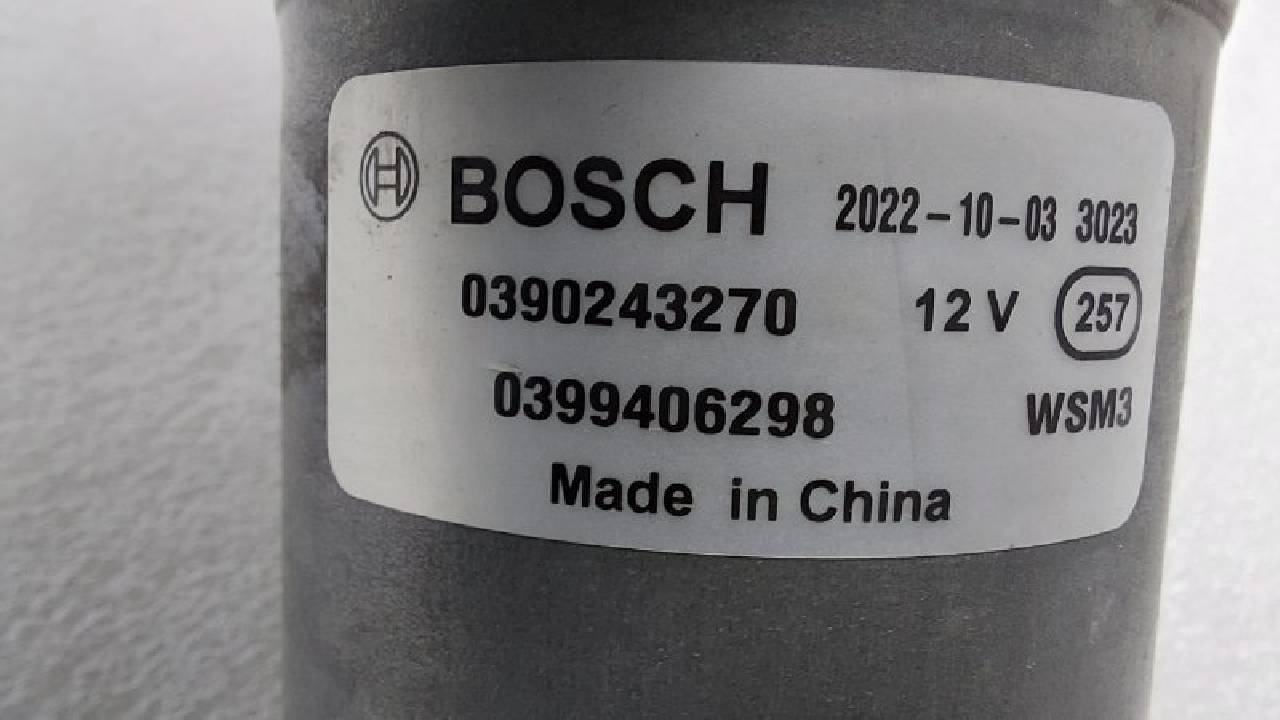 BOSCH 2022-10-03 3023
0390243270 12 V 257
0399406298 WSM3
Made in China